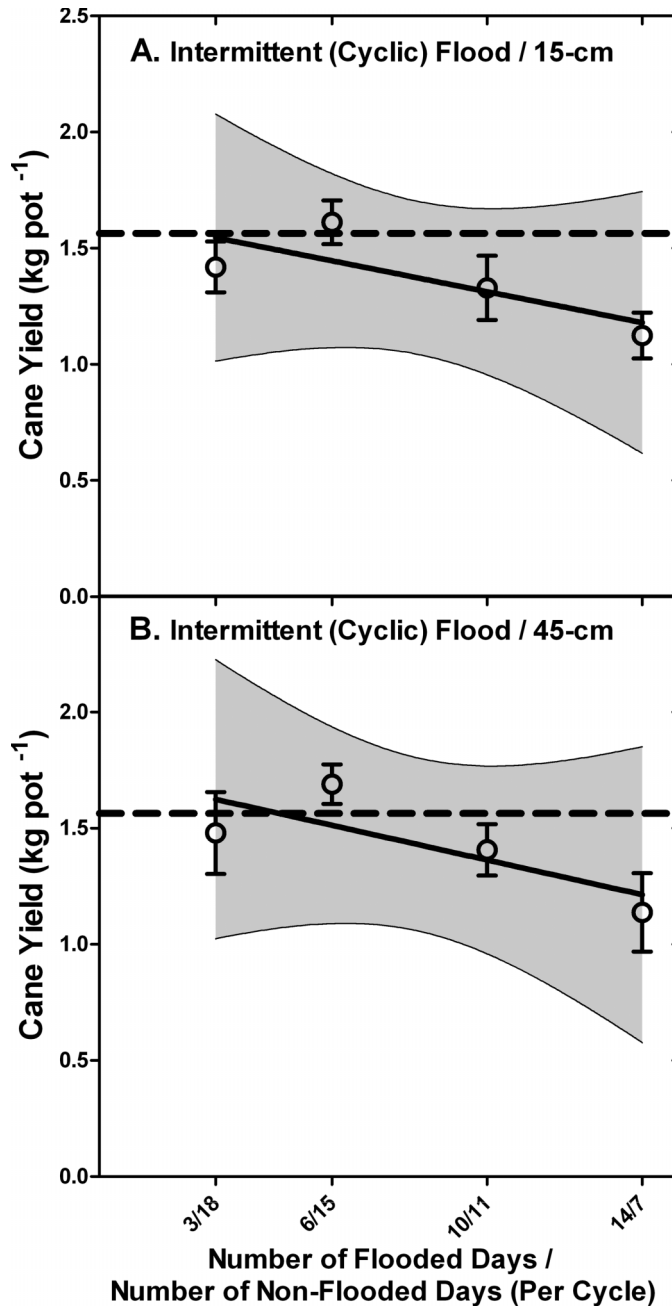 2.5
A. Intermittent (Cyclic) Flood / 15-cm
2.0
1.5
1.0
0.5
0.0
Cane Yield (kg pot -1)
B. Intermittent (Cyclic) Flood / 45-cm
2.0
1.5
1.0
0.5
0.0
Cane Yield (kg pot -1)
3/18
6/15
10/11
14/7
Number of Flooded Days /
Number of Non-Flooded Days (Per Cycle)